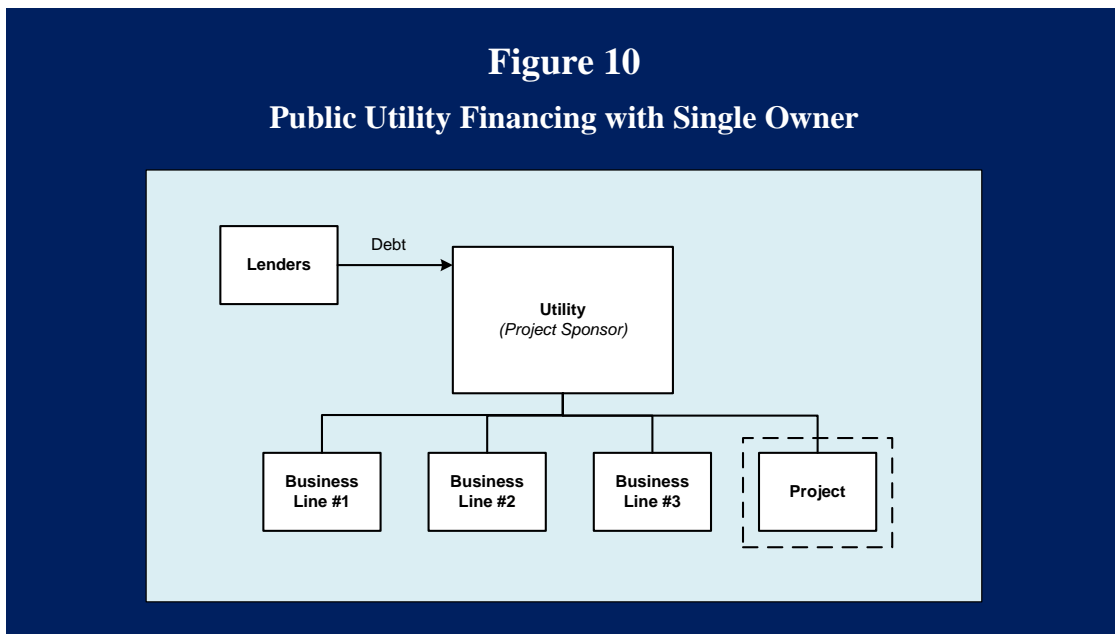 Figure 10
Public Utility Financing with Single Owner
Debt
Lenders
Utility
(Project Sponsor)
Business
Line #1
Business
Line #2
Business
Line #3
Project